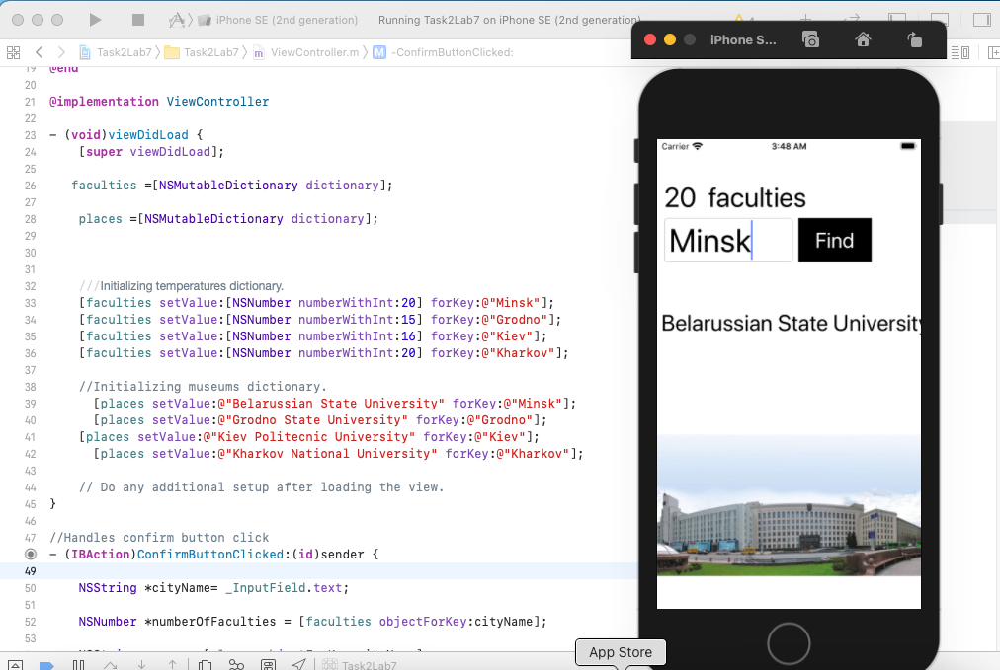 iPhone SE (2nd generation)
Running Task2Lab7 on iPhone SE (2nd generation)
4
Task2Lab7 Task2Lab7 ViewController.m M -ConfirmButtonClicked:
19 @end
20
21 @implementation ViewController
22
23 - (void)viewDidLoad {
24 [super viewDidLoad];
25
26 faculties =[NSMutableDictionary dictionary];
27
28 places =[NSMutableDictionary dictionary];
29
30
31
32 ///Initializing temperatures dictionary.
33 [faculties setValue:[NSNumber numberWithInt:20] forKey:@"Minsk"];
34 [faculties setValue:[NSNumber numberWithInt:15] forKey:@"Grodno"];
35 [faculties setValue:[NSNumber numberWithInt:16] forKey:@"Kiev"];
36 [faculties setValue:[NSNumber numberWithInt:20] forKey:@"Kharkov"];
37
38 //Initializing museums dictionary.
39 [places setValue:@"Belarussian State University" forKey:@"Minsk"];
40 [places setValue:@"Grodno State University" forKey:@"Grodno"];
41 [places setValue:@"Kiev Politecnic University" forKey:@"Kiev"];
42 [places setValue:@"Kharkov National University" forKey:@"Kharkov"];
43
44 // Do any additional setup after loading the view.
45 }
46
47 //Handles confirm button click
- (IBAction)ConfirmButtonClicked:(id)sender {
49
50 NSString *cityName= _InputField.text;
51
52 NSNumber *numberOfFaculties = [faculties objectForKey:cityName];
53
Task2Lab7
iPhone S...
Carrier 3:48 AM
20 faculties
Minsk Find
Belarussian State University
App Store